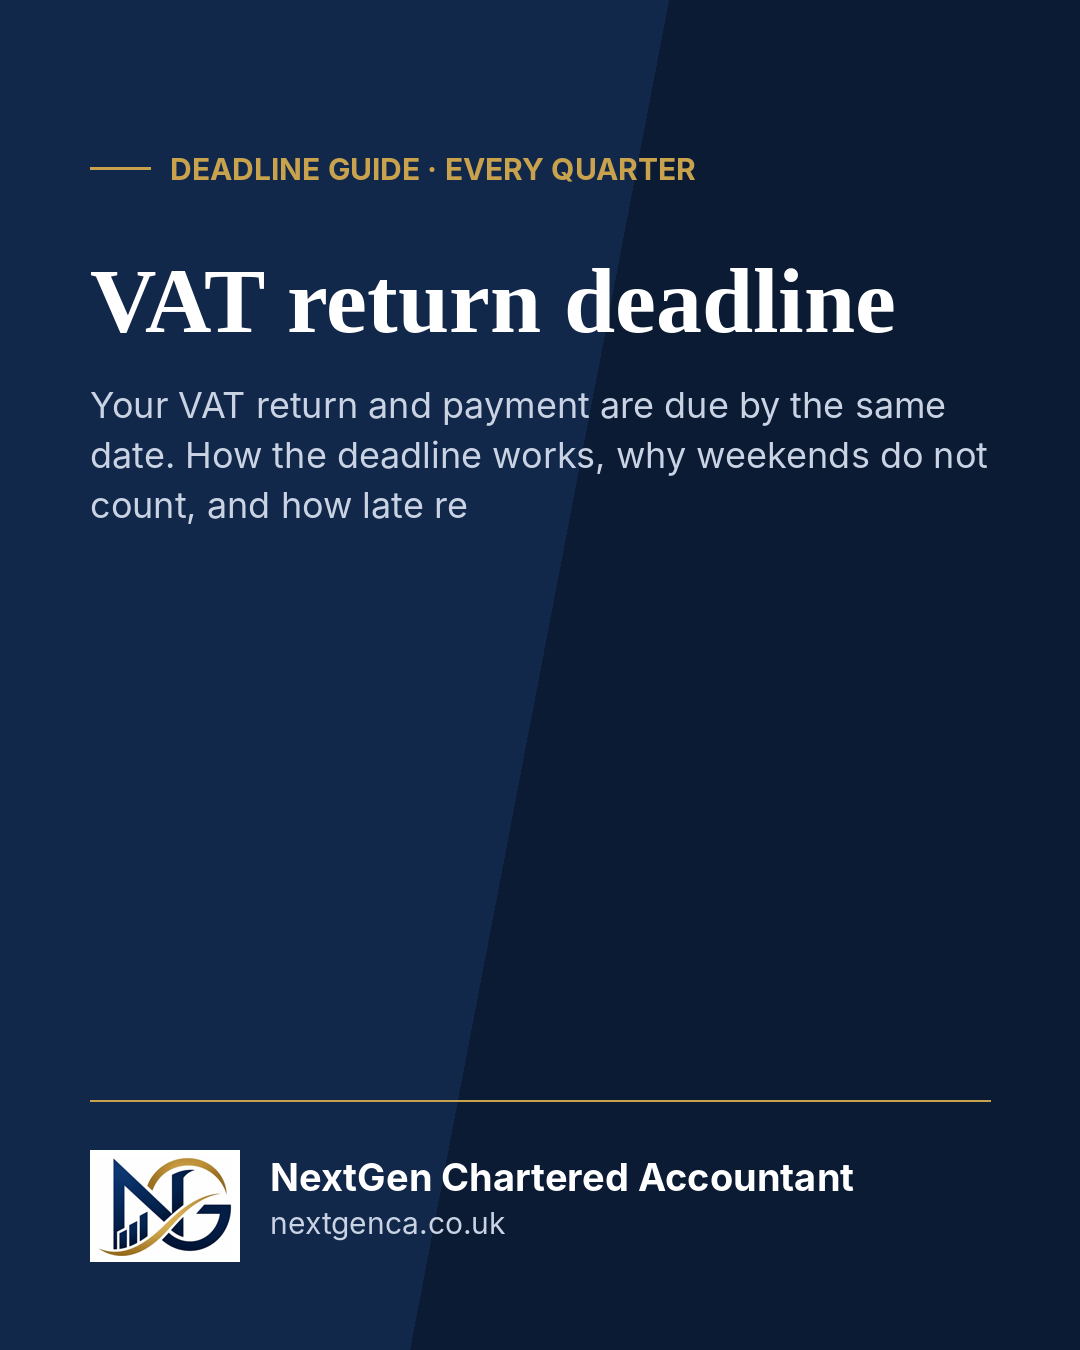 DEADLINE GUIDE · EVERY QUARTER
VAT return deadline
Your VAT return and payment are due by the same
date. How the deadline works, why weekends do not
count, and how late re
NG
NextGen Chartered Accountant
nextgenca.co.uk